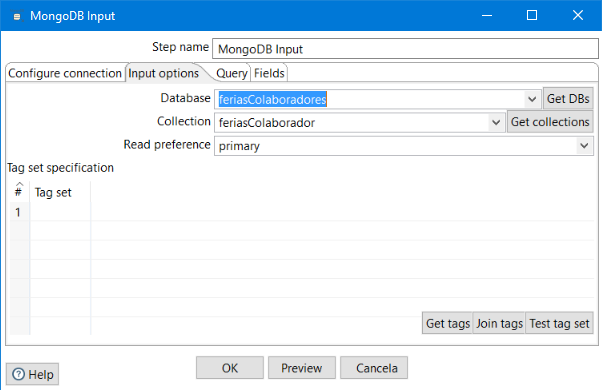 MongoDB Input
Step name MongoDB Input
Configure connection Input options Query Fields
Database feriasColaboradores Get DBs
Collection feriasColaborador Get collections
Read preference primary
Tag set specification
# Tag set
1
Get tags Join tags Test tag set
Help OK Preview Cancela